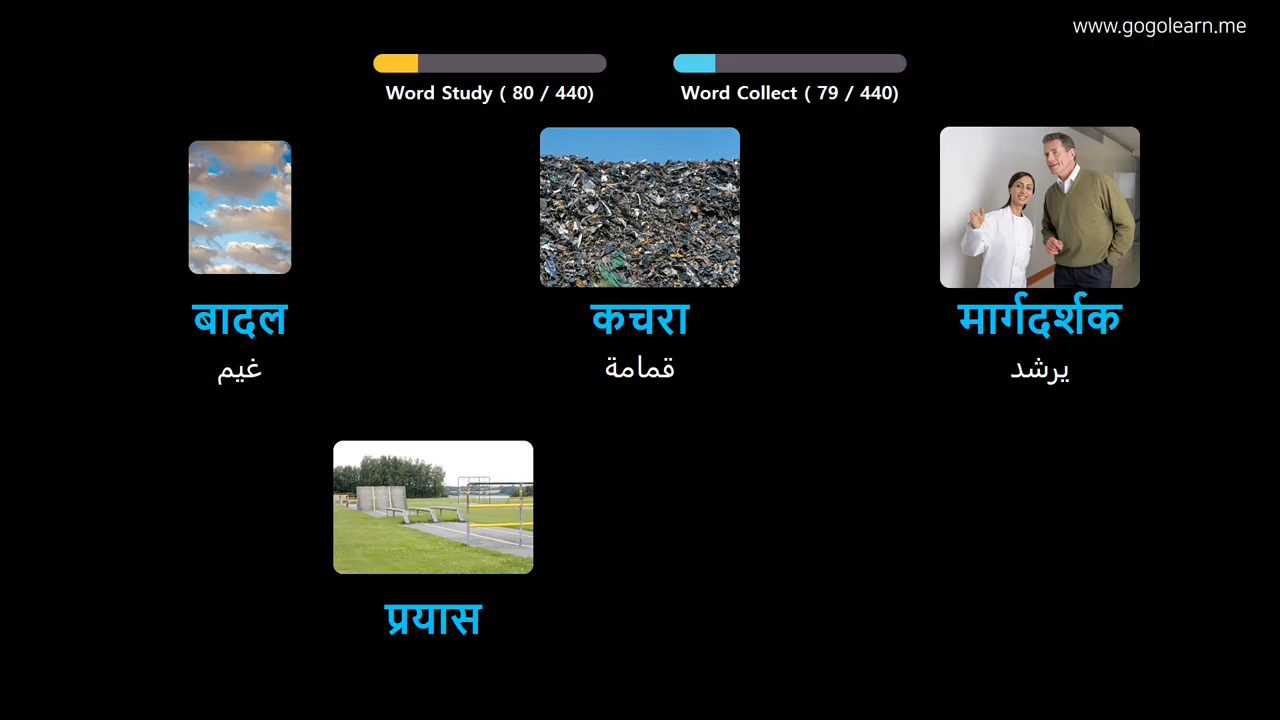 www.gogolearn.me
Word Study ( 80 / 440)
Word Collect ( 79 / 440)
बादल
कचरा
मार्गदर्शक
غيم
قمامة
يرشد
प्रयास